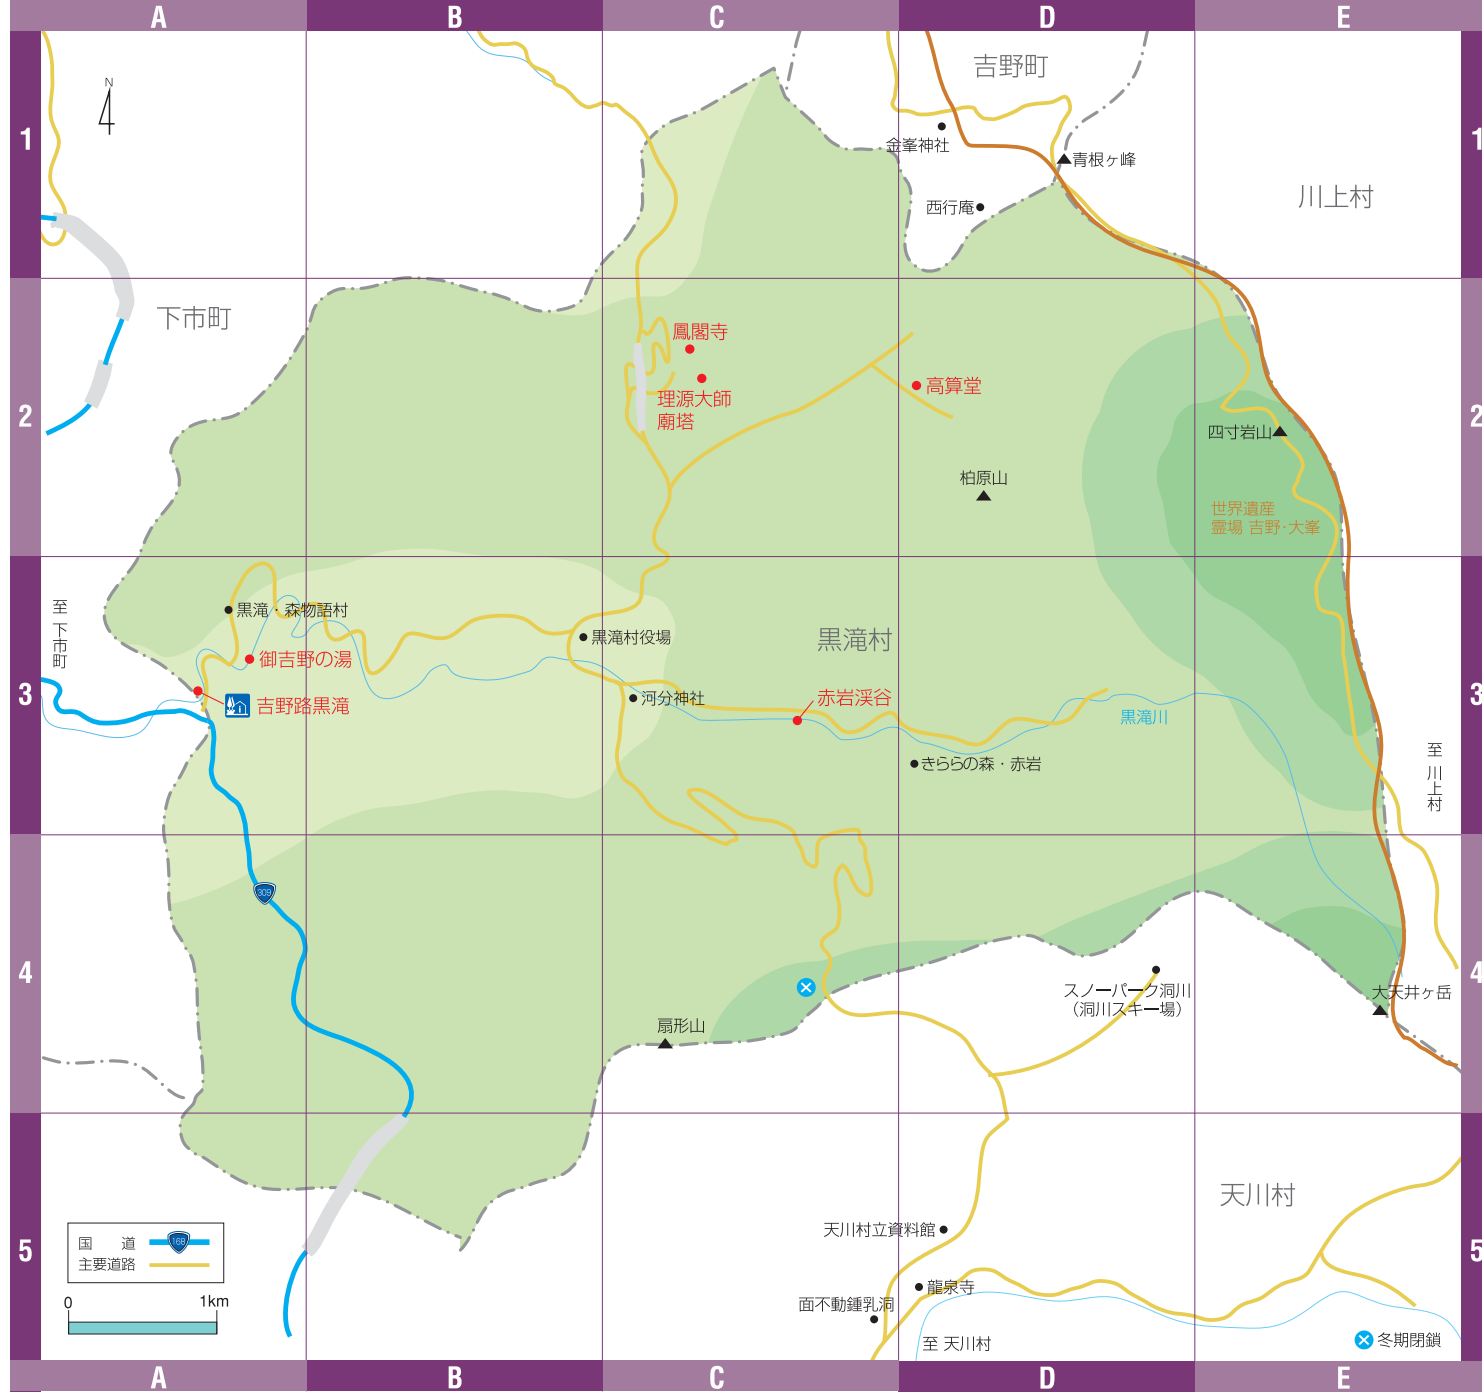 A
B
C
D
E
1
1
2
2
3
3
4
4
5
5
N
吉野町
金峯神社
青根ヶ峰
川上村
西行庵
下市町
鳳閣寺
理源大師
廟塔
高算堂
四寸岩山
柏原山
世界遺産
霊場 吉野・大峯
至 下市町
黒滝・森物語村
黒滝村役場
黒滝村
御吉野の湯
吉野路黒滝
河分神社
赤岩渓谷
黒滝川
きららの森・赤岩
至 川上村
309
スノーパーク洞川
(洞川スキー場)
大天井ヶ岳
扇形山
天川村
天川村立資料館
龍泉寺
面不動鍾乳洞
至 天川村
国 道
168
主要道路
0
1km
冬期閉鎖
A
B
C
D
E